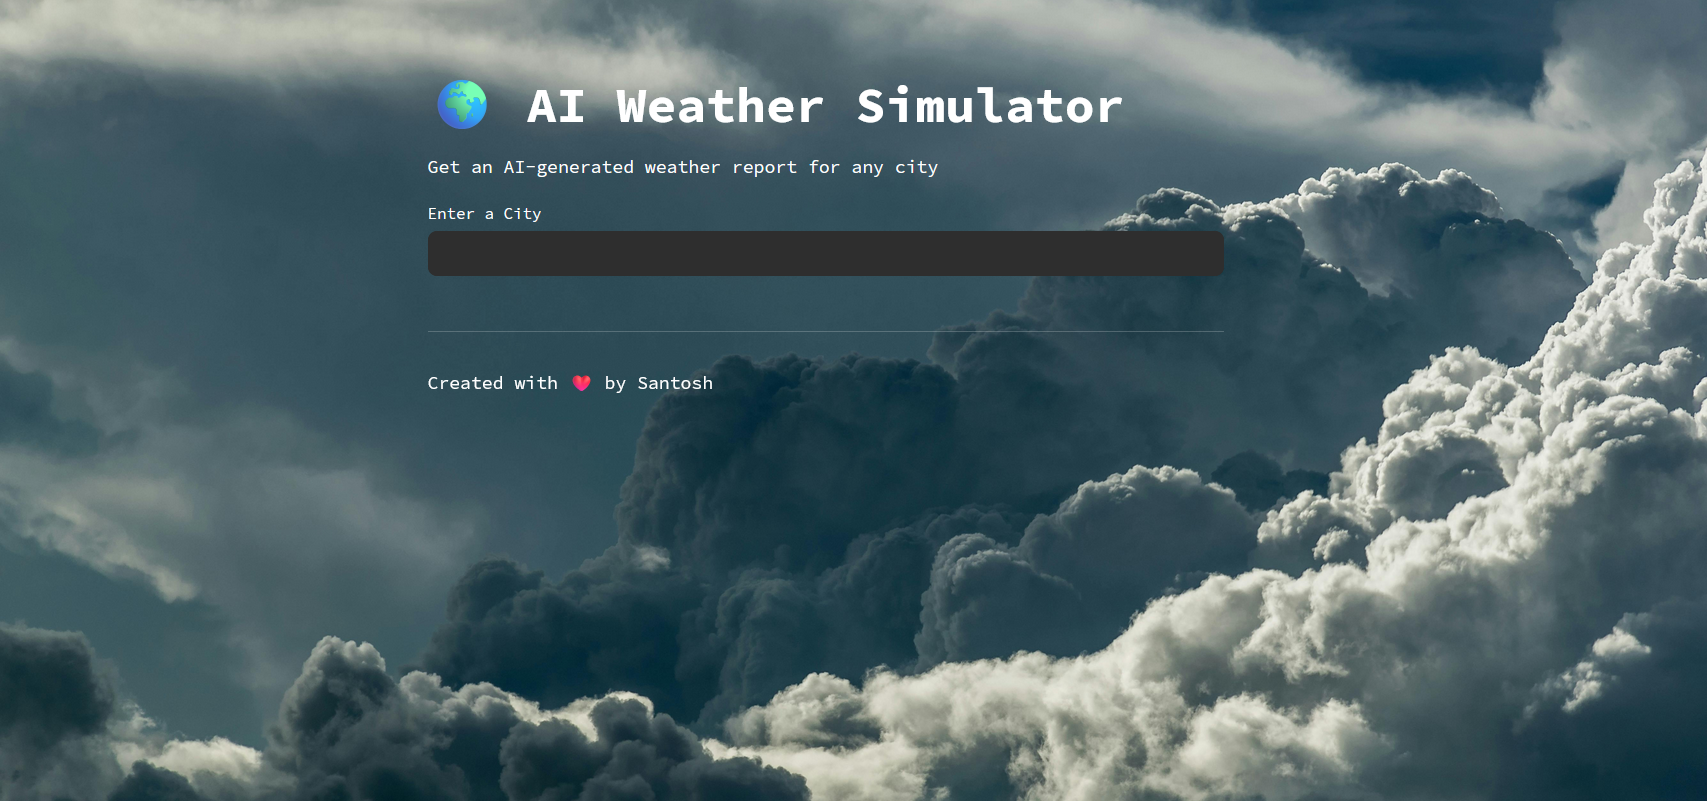 AI Weather Simulator
Get an AI-generated weather report for any city
Enter a City
Created with ❤️ by Santosh